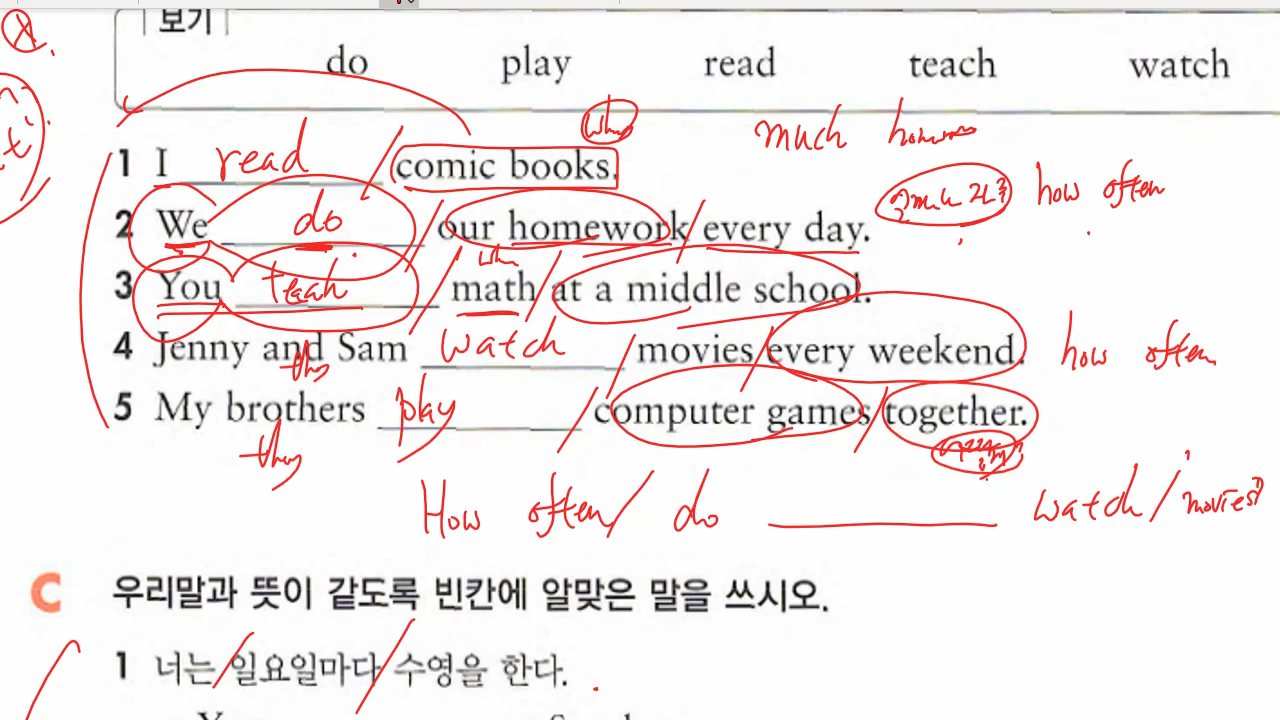 보기
do play read teach watch
much
1 I read comic books.
how often
2 We do our homework every day.
3 You teach math at a middle school.
4 Jenny and Sam watch movies every weekend. how often
they
5 My brothers play computer games together.
they
How often / do ______ watch / movies?
C 우리말과 뜻이 같도록 빈칸에 알맞은 말을 쓰시오.
1 너는 / 일요일마다 / 수영을 한다.